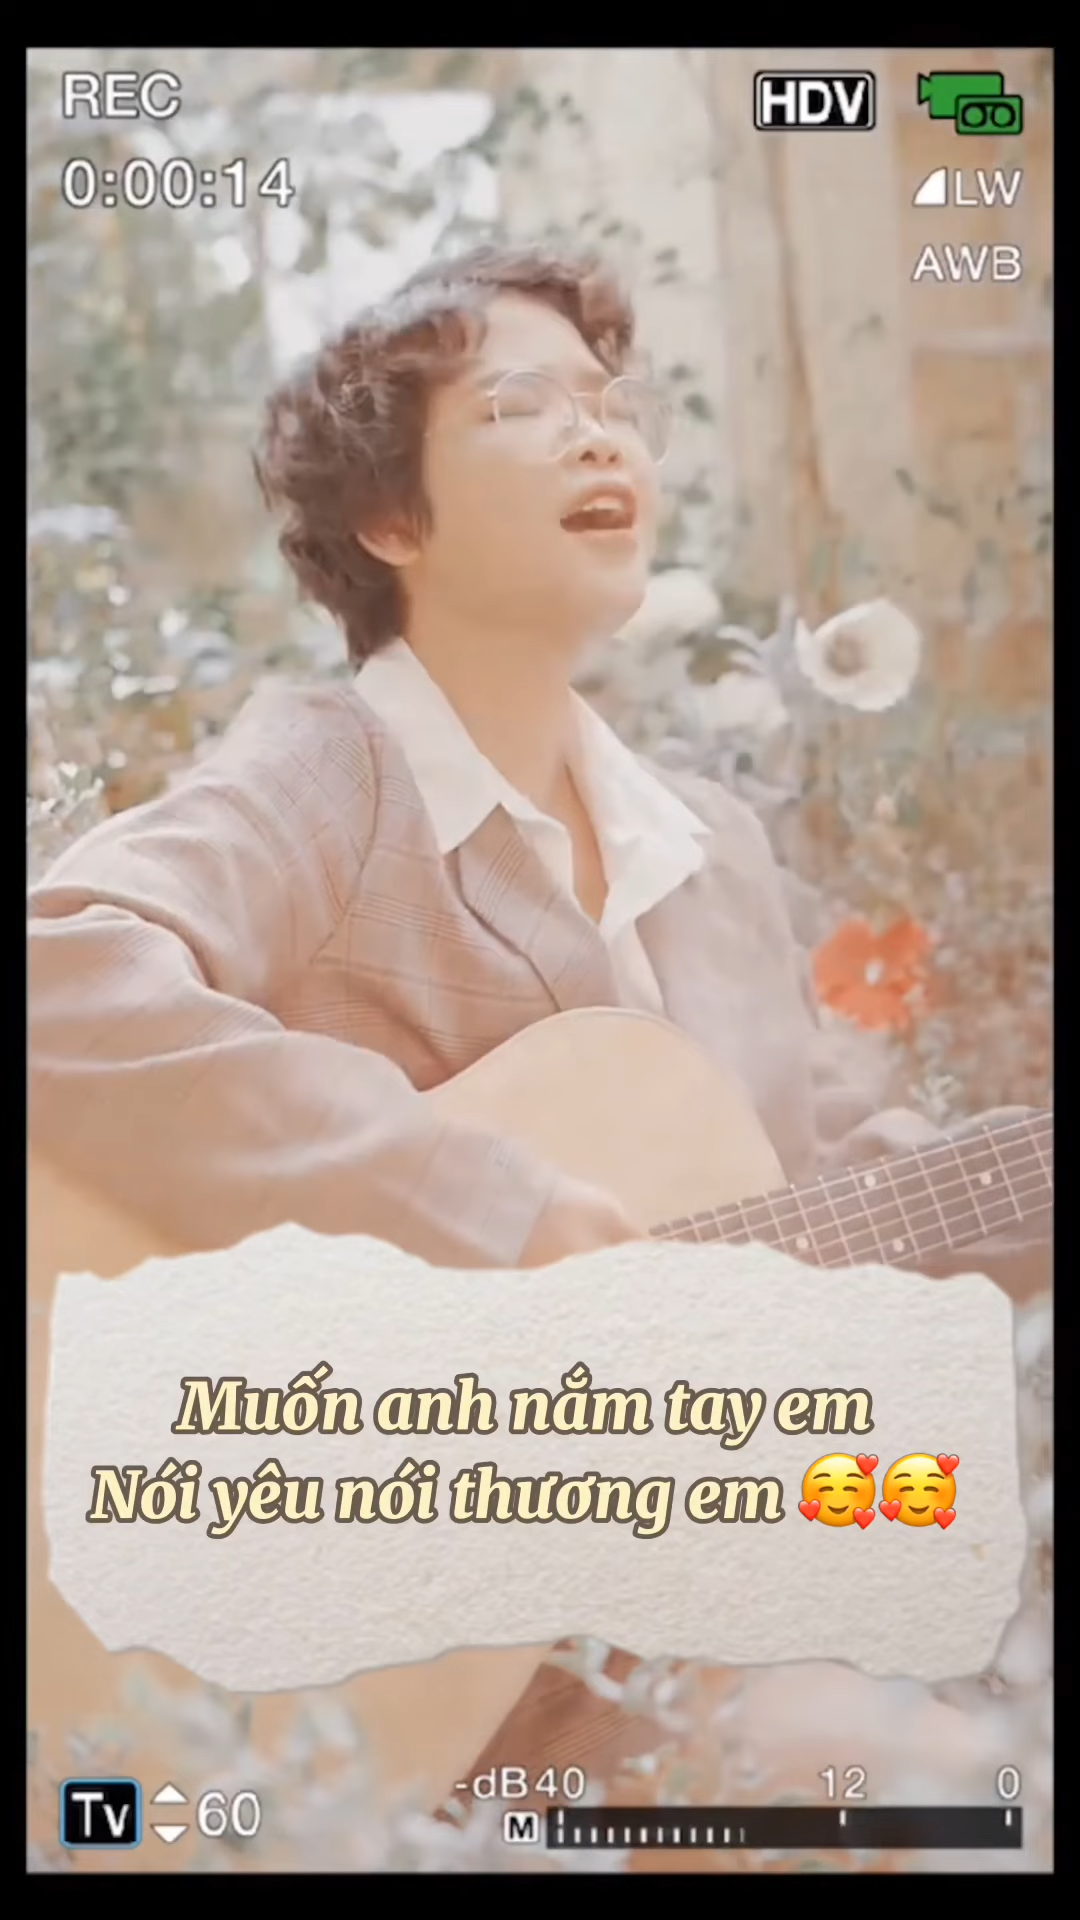 REC
HDV
0:00:14
LW
AWB
Muốn anh nắm tay em
Nói yêu nói thương em 🥰🥰
-dB 40 12 0
Tv 60
M